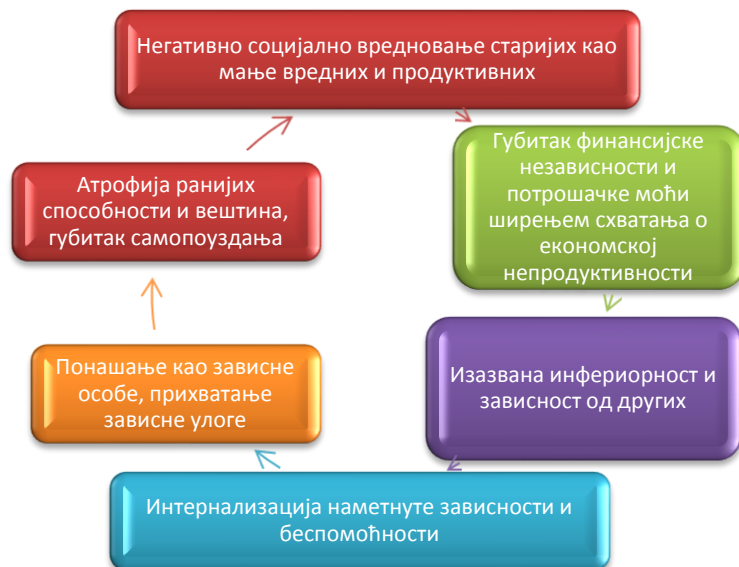 Негативно социјално вредновање старијих као
мање вредних и продуктивних
Губитак финансијске
независности и
потрошачке моћи
ширењем схватања о
економској
непродуктивности
Изазвана инфериорност и
зависност од других
Интернализација наметнуте зависности и
беспомоћности
Понашање као зависне
особе, прихватање
зависне улоге
Атрофија ранијих
способности и вештина,
губитак самопоуздања